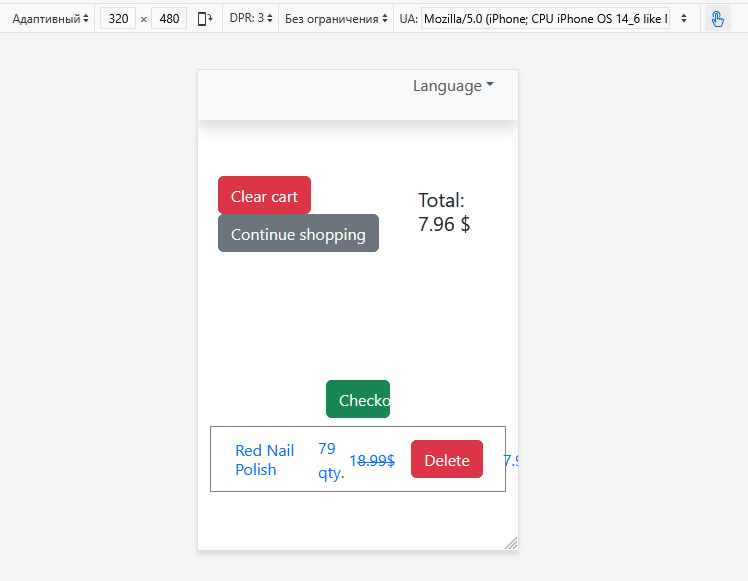 Адаптивный 320 × 480 DPR: 3 Без ограничения UA: Mozilla/5.0 (iPhone; CPU iPhone OS 14_6 like
Language
Clear cart
Continue shopping
Total:
7.96 $
Checko
Red Nail
Polish
79
qty.
18.99$
Delete
7.9